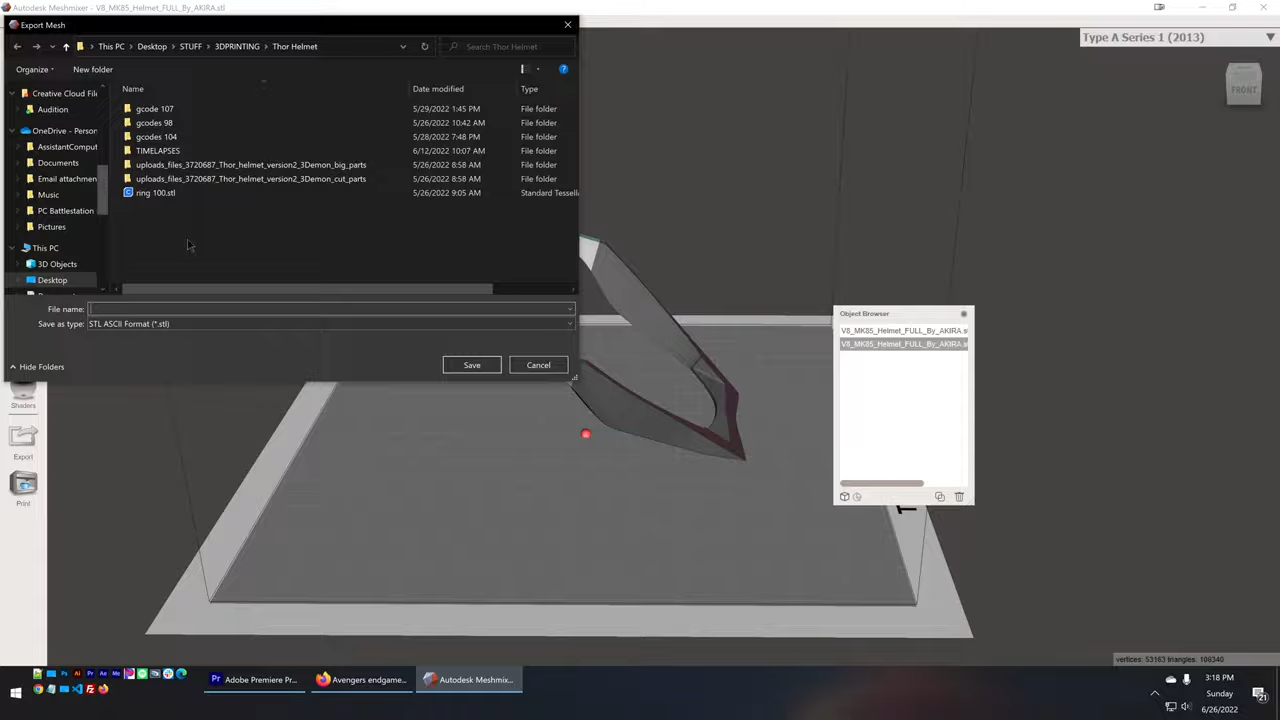 Autodesk Meshmixer - V8_MK85_Helmet_FULL_By_AKIRA.stl
Export Mesh
This PC > Desktop > STUFF > 3DPRINTING > Thor Helmet
Search Thor Helmet
Type A Series 1 (2013)
Organize
New folder
FRONT
Name
Date modified
Type
Creative Cloud File
Audition
OneDrive - Person
AssistantComput
Documents
Email attachmen
Music
PC Battlestation
Pictures
This PC
3D Objects
Desktop
gcode 107 5/29/2022 1:45 PM File folder
gcodes 98 5/26/2022 10:42 AM File folder
gcodes 104 5/28/2022 7:48 PM File folder
TIMELAPSES 6/12/2022 10:07 AM File folder
uploads_files_3720687_Thor_helmet_version2_3Demon_big_parts 5/26/2022 8:58 AM File folder
uploads_files_3720687_Thor_helmet_version2_3Demon_cut_parts 5/26/2022 8:58 AM File folder
ring 100.stl 5/26/2022 9:05 AM Standard Tessella
File name:
Save as type: STL ASCII Format (*.stl)
Hide Folders
Save
Cancel
Object Browser
V8_MK85_Helmet_FULL_By_AKIRA.s
V8_MK85_Helmet_FULL_By_AKIRA.s
Shaders
Export
Print
vertices: 53163 triangles: 106340
Adobe Premiere Pr...
Avengers endgame...
Autodesk Meshmix...
3:18 PM
Sunday
6/26/2022
21